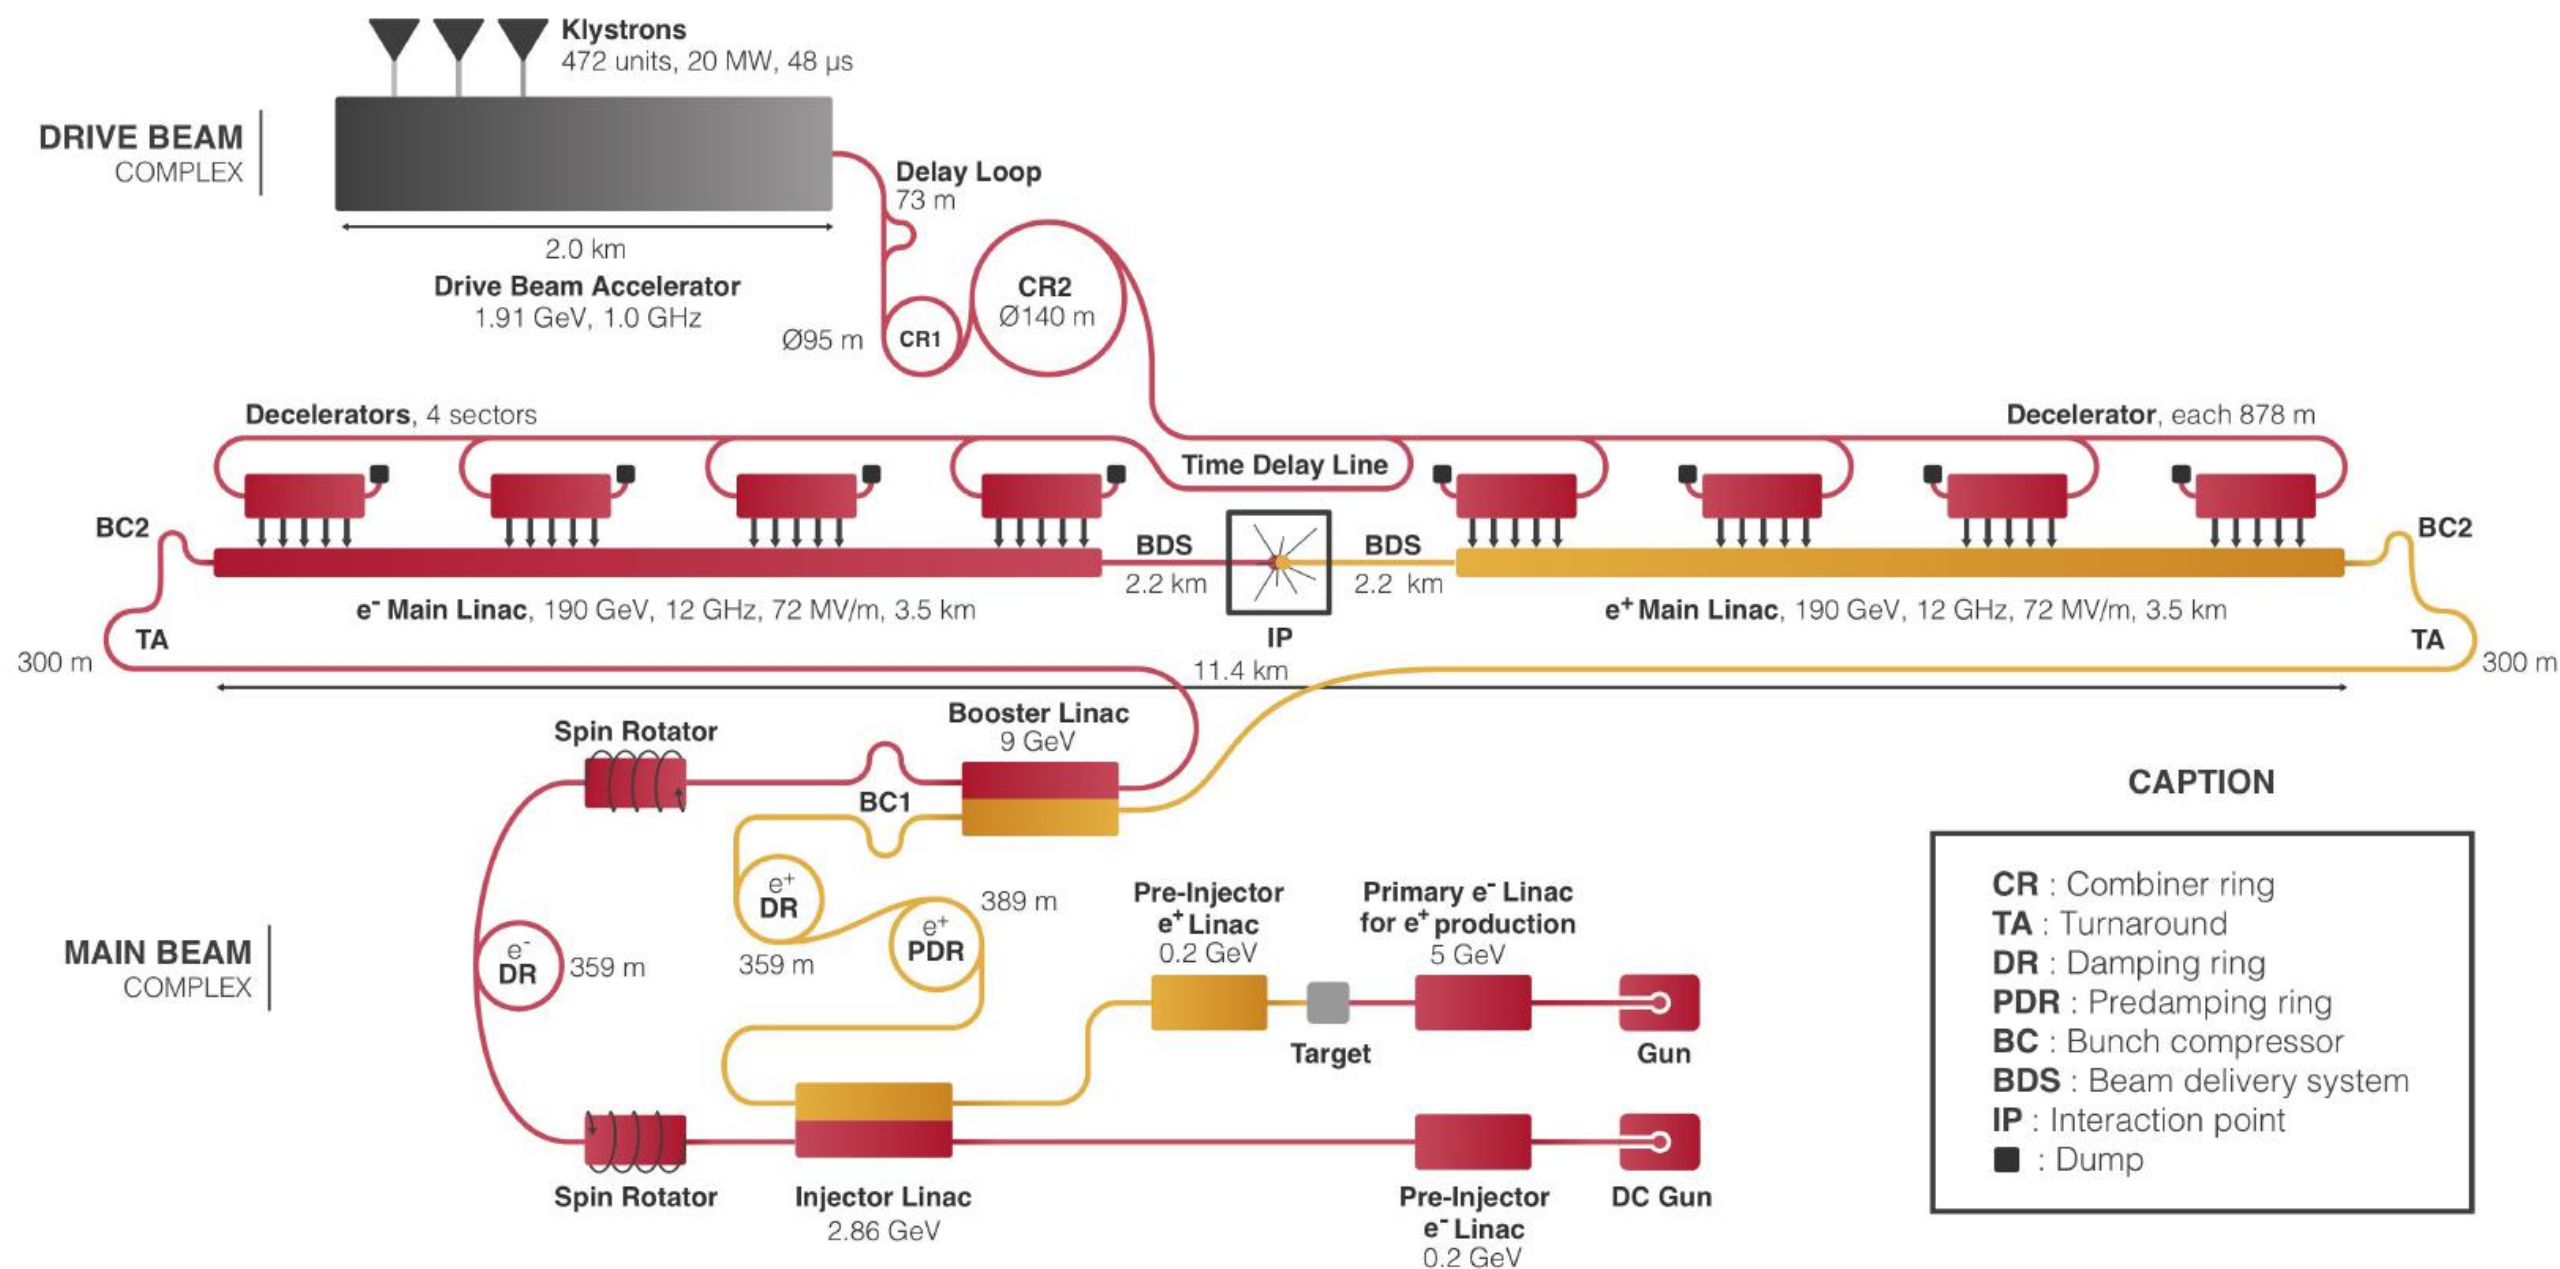 Klystrons
472 units, 20 MW, 48 μs
DRIVE BEAM
COMPLEX
Delay Loop
73 m
2.0 km
Drive Beam Accelerator
1.91 GeV, 1.0 GHz
CR2
Ø140 m
Ø95 m
CR1
Decelerators, 4 sectors
Decelerator, each 878 m
Time Delay Line
BC2
BDS
BDS
BC2
2.2 km
2.2 km
e⁻ Main Linac, 190 GeV, 12 GHz, 72 MV/m, 3.5 km
e⁺ Main Linac, 190 GeV, 12 GHz, 72 MV/m, 3.5 km
TA
IP
TA
300 m
11.4 km
300 m
Spin Rotator
Booster Linac
9 GeV
BC1
MAIN BEAM
COMPLEX
e⁻
DR
359 m
e⁺
DR
359 m
e⁺
PDR
389 m
Pre-Injector
e⁺ Linac
0.2 GeV
Primary e⁻ Linac
for e⁺ production
5 GeV
Target
Gun
Spin Rotator
Injector Linac
2.86 GeV
Pre-Injector
e⁻ Linac
0.2 GeV
DC Gun
CAPTION
CR : Combiner ring
TA : Turnaround
DR : Damping ring
PDR : Predamping ring
BC : Bunch compressor
BDS : Beam delivery system
IP : Interaction point
: Dump